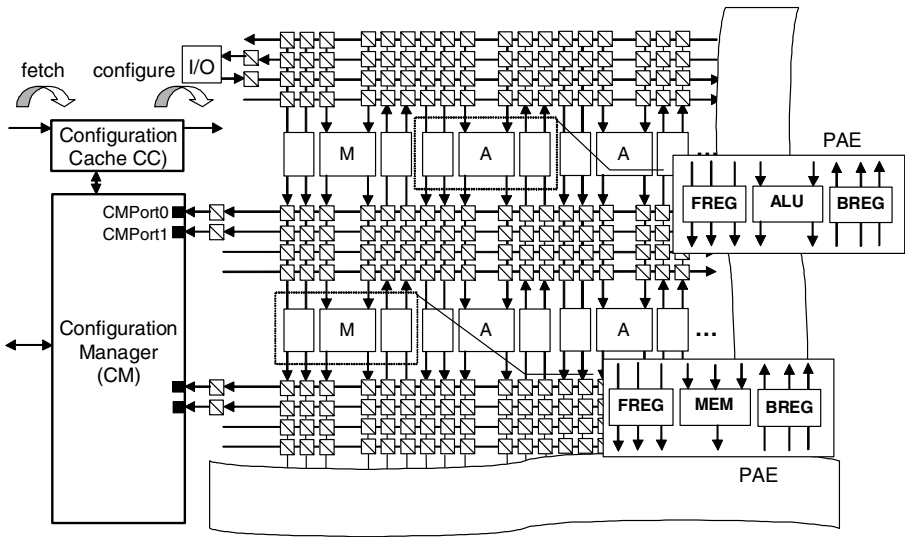 fetch
configure
I/O
Configuration
Cache CC)
M
A
A
...
PAE
FREG
ALU
BREG
CMPort0
CMPort1
Configuration
Manager
(CM)
M
A
A
...
FREG
MEM
BREG
PAE